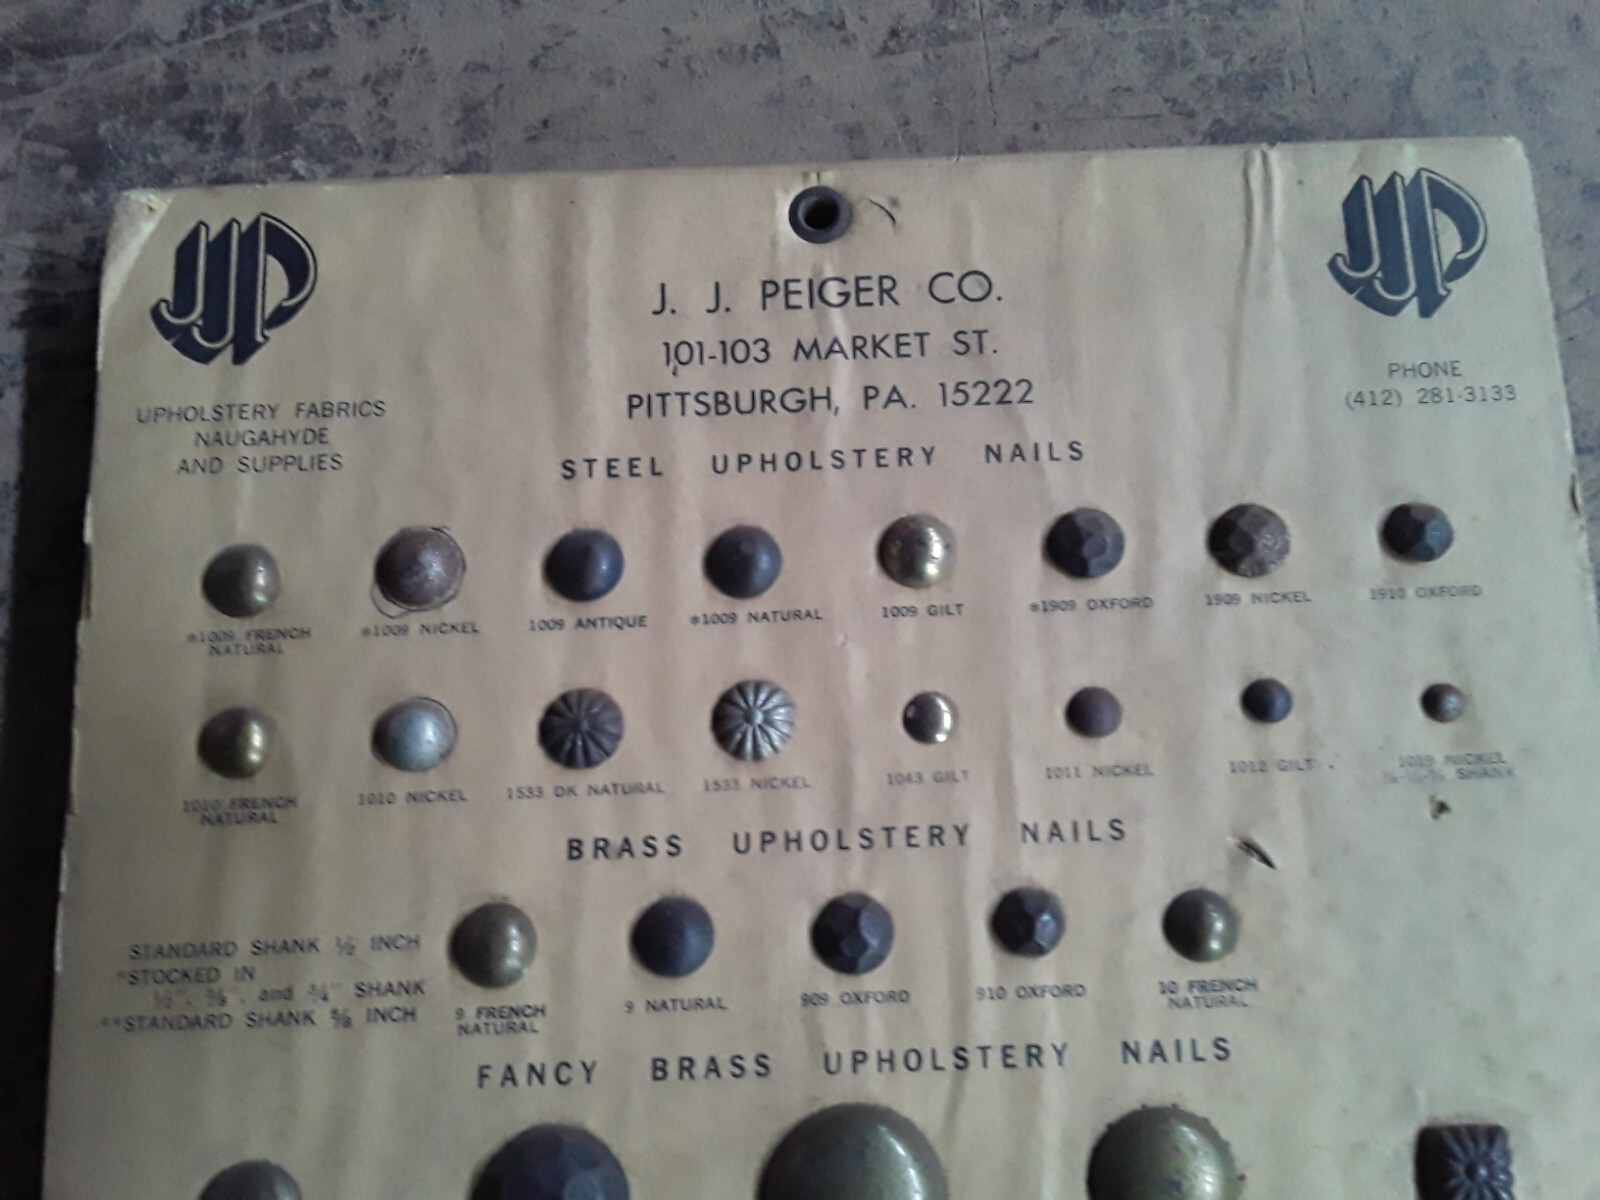 JJP
JJP
J. J. PEIGER CO.
101-103 MARKET ST.
PITTSBURGH, PA. 15222
UPHOLSTERY FABRICS
NAUGAHYDE
AND SUPPLIES
PHONE
(412) 281-3133
STEEL UPHOLSTERY NAILS
*1009 FRENCH
NATURAL
*1009 NICKEL
1009 ANTIQUE
*1009 NATURAL
1009 GILT
*1909 OXFORD
1909 NICKEL
1910 OXFORD
1010 FRENCH
NATURAL
1010 NICKEL
1533 DK NATURAL
1533 NICKEL
1043 GILT
1011 NICKEL
1012 GILT
NICKEL
SHANK
BRASS UPHOLSTERY NAILS
STANDARD SHANK ½ INCH
*STOCKED IN
½", ⅝", and ¾" SHANK
**STANDARD SHANK ⅝ INCH
9 FRENCH
NATURAL
9 NATURAL
909 OXFORD
910 OXFORD
10 FRENCH
NATURAL
FANCY BRASS UPHOLSTERY NAILS